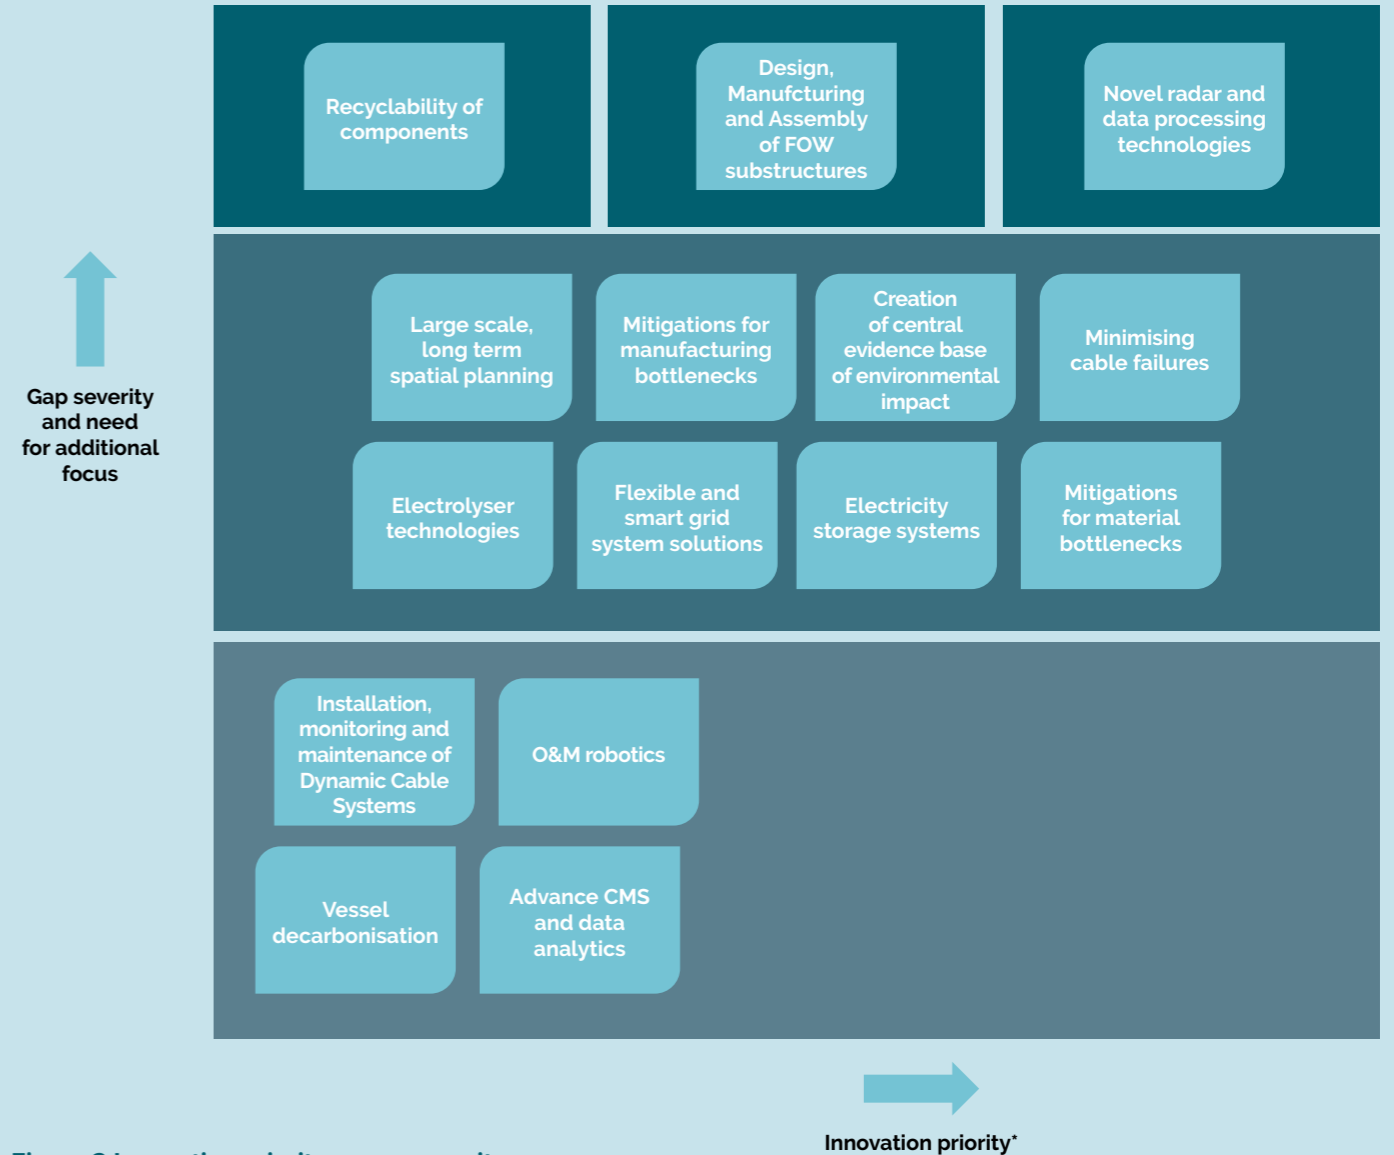 Recyclability of
components
Design,
Manufcturing
and Assembly
of FOW
substructures
Novel radar and
data processing
technologies
Gap severity
and need
for additional
focus
Large scale,
long term
spatial planning
Mitigations for
manufacturing
bottlenecks
Creation
of central
evidence base
of environmental
impact
Minimising
cable failures
Electrolyser
technologies
Flexible and
smart grid
system solutions
Electricity
storage systems
Mitigations
for material
bottlenecks
Installation,
monitoring and
maintenance of
Dynamic Cable
Systems
O&M robotics
Vessel
decarbonisation
Advance CMS
and data
analytics
Innovation priority*